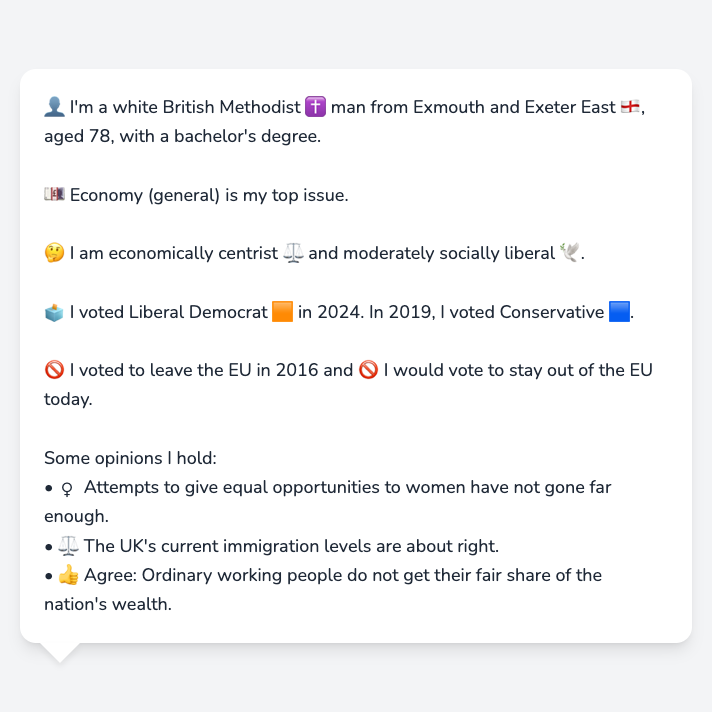 👤 I'm a white British Methodist ✝️ man from Exmouth and Exeter East 🏴󠁧󠁢󠁥󠁮󠁧󠁿,
aged 78, with a bachelor's degree.
💷 Economy (general) is my top issue.
🤔 I am economically centrist ⚖️ and moderately socially liberal 🕊️.
🗳️ I voted Liberal Democrat 🟧 in 2024. In 2019, I voted Conservative 🟦.
🚫 I voted to leave the EU in 2016 and 🚫 I would vote to stay out of the EU
today.
Some opinions I hold:
• ♀️ Attempts to give equal opportunities to women have not gone far
enough.
• ⚖️ The UK's current immigration levels are about right.
• 👍 Agree: Ordinary working people do not get their fair share of the
nation's wealth.